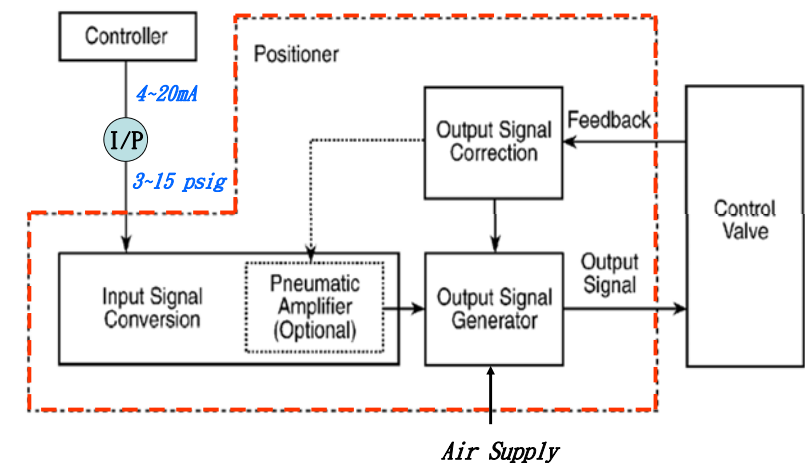 Controller
Positioner
4~20mA
I/P
3~15 psig
Output Signal
Correction
Feedback
Control
Valve
Input Signal
Conversion
Pneumatic
Amplifier
(Optional)
Output Signal
Generator
Output
Signal
Air Supply